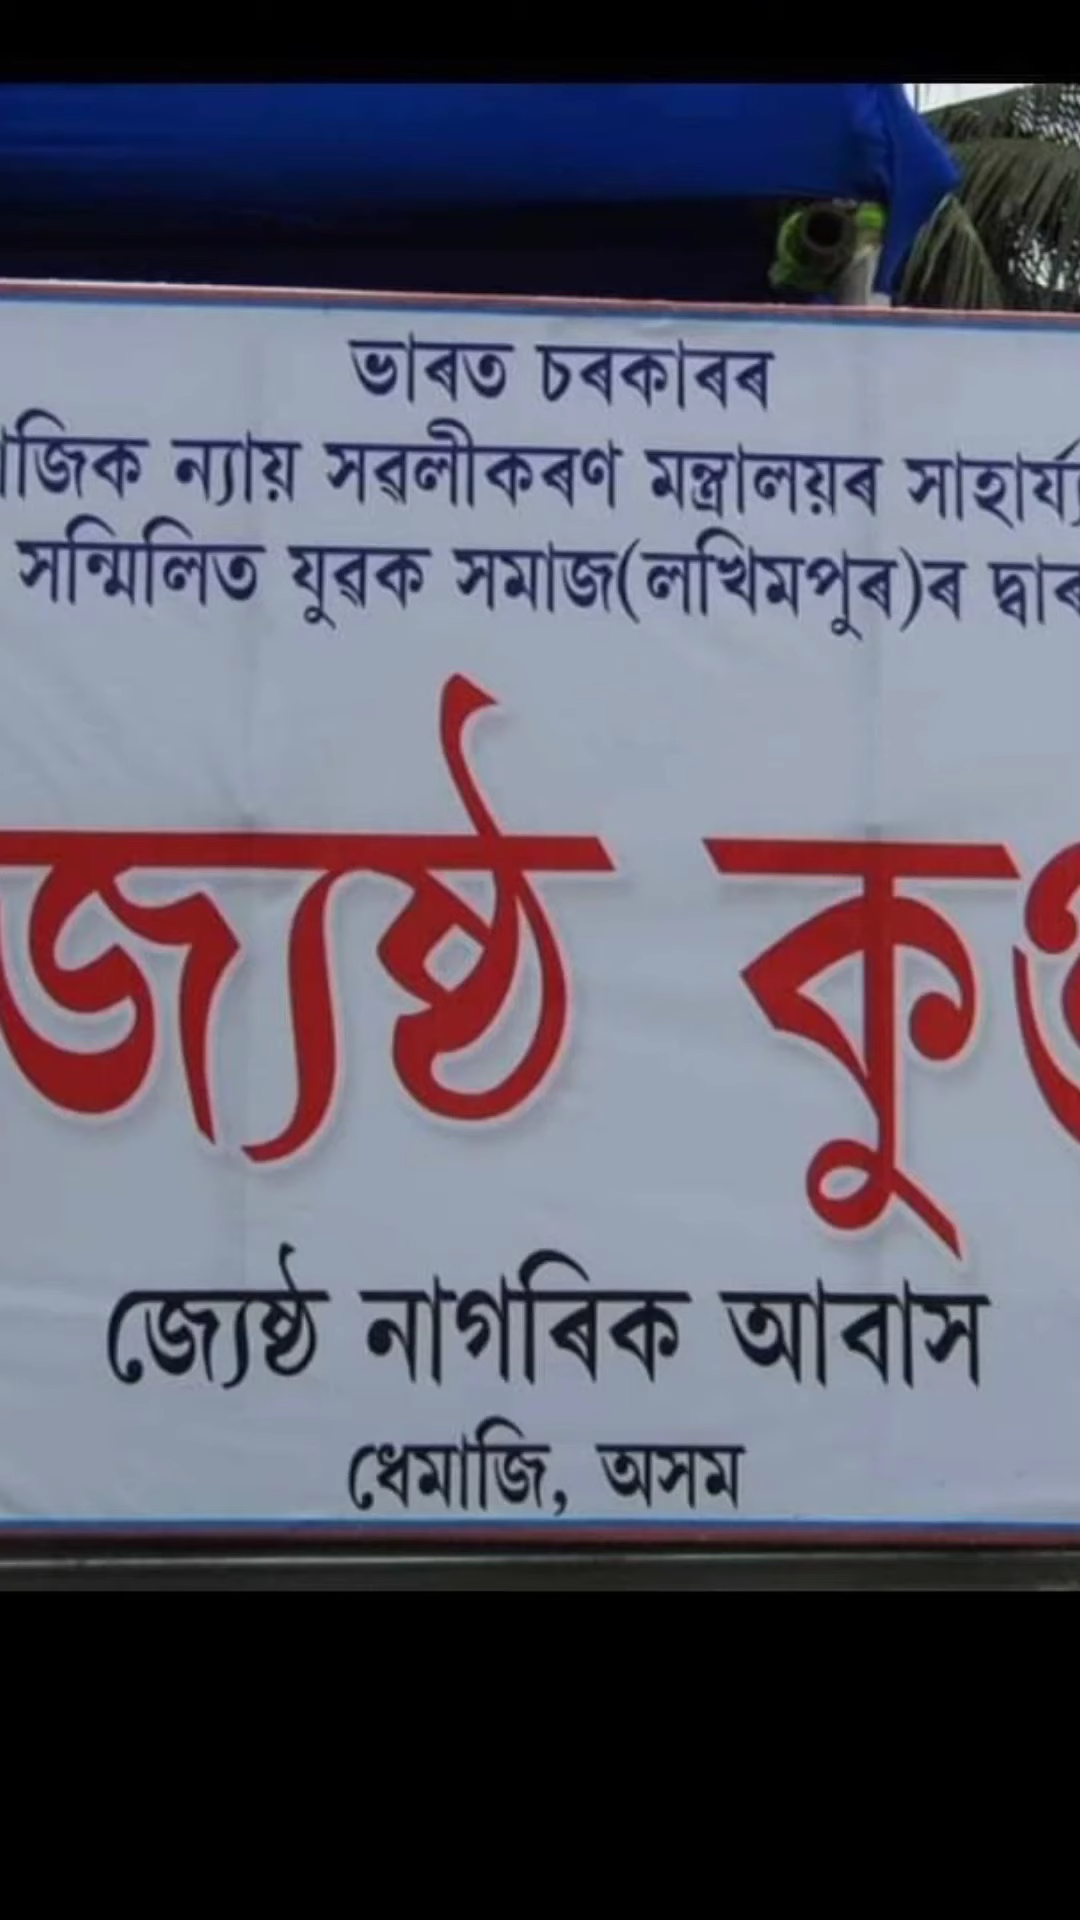 ভাৰত চৰকাৰৰ
ন্যায় সৱলীকৰণ মন্ত্ৰালয়ৰ
সন্মিলিত যুৱক সমাজ(লখিমপুৰ)ৰ
জ্যেষ্ঠ
জ্যেষ্ঠ নাগৰিক আবাস
ধেমাজি, অসম